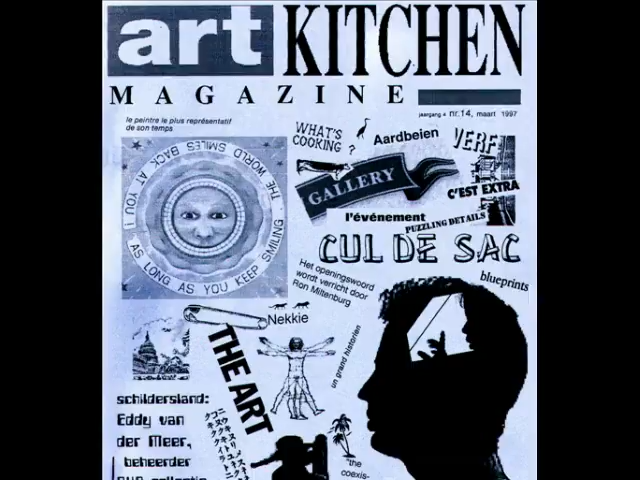 art KITCHEN
MAGAZINE
jaargang 4 nr.14, maart 1997
le peintre le plus représentatif
de son temps
WHAT'S
COOKING ?
Aardbeien
VERF
GALLERY
C'EST EXTRA
l'événement
PUZZLING DETAILS
CUL DE SAC
AS LONG AS YOU KEEP SMILING THE WORLD SMILES BACK AT YOU !
Het openingswoord
wordt verricht door
Ron Miltenburg
blueprints
Nekkie
THE ART
un grand historien
schildersland:
Eddy van
der Meer,
beheerder
"the
coexis-